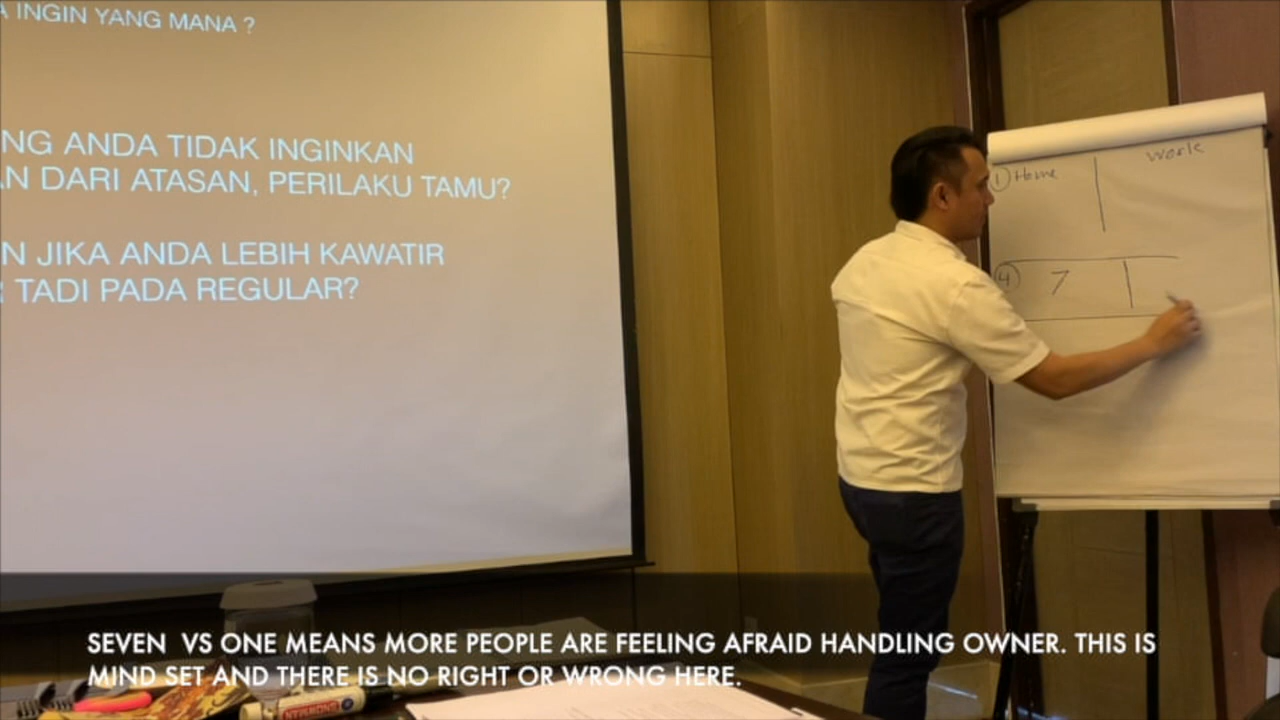 A INGIN YANG MANA ?
NG ANDA TIDAK INGINKAN
AN DARI ATASAN, PERILAKU TAMU?
N JIKA ANDA LEBIH KAWATIR
TADI PADA REGULAR?
① Home
Work
④ 7
SEVEN VS ONE MEANS MORE PEOPLE ARE FEELING AFRAID HANDLING OWNER. THIS IS
MIND SET AND THERE IS NO RIGHT OR WRONG HERE.